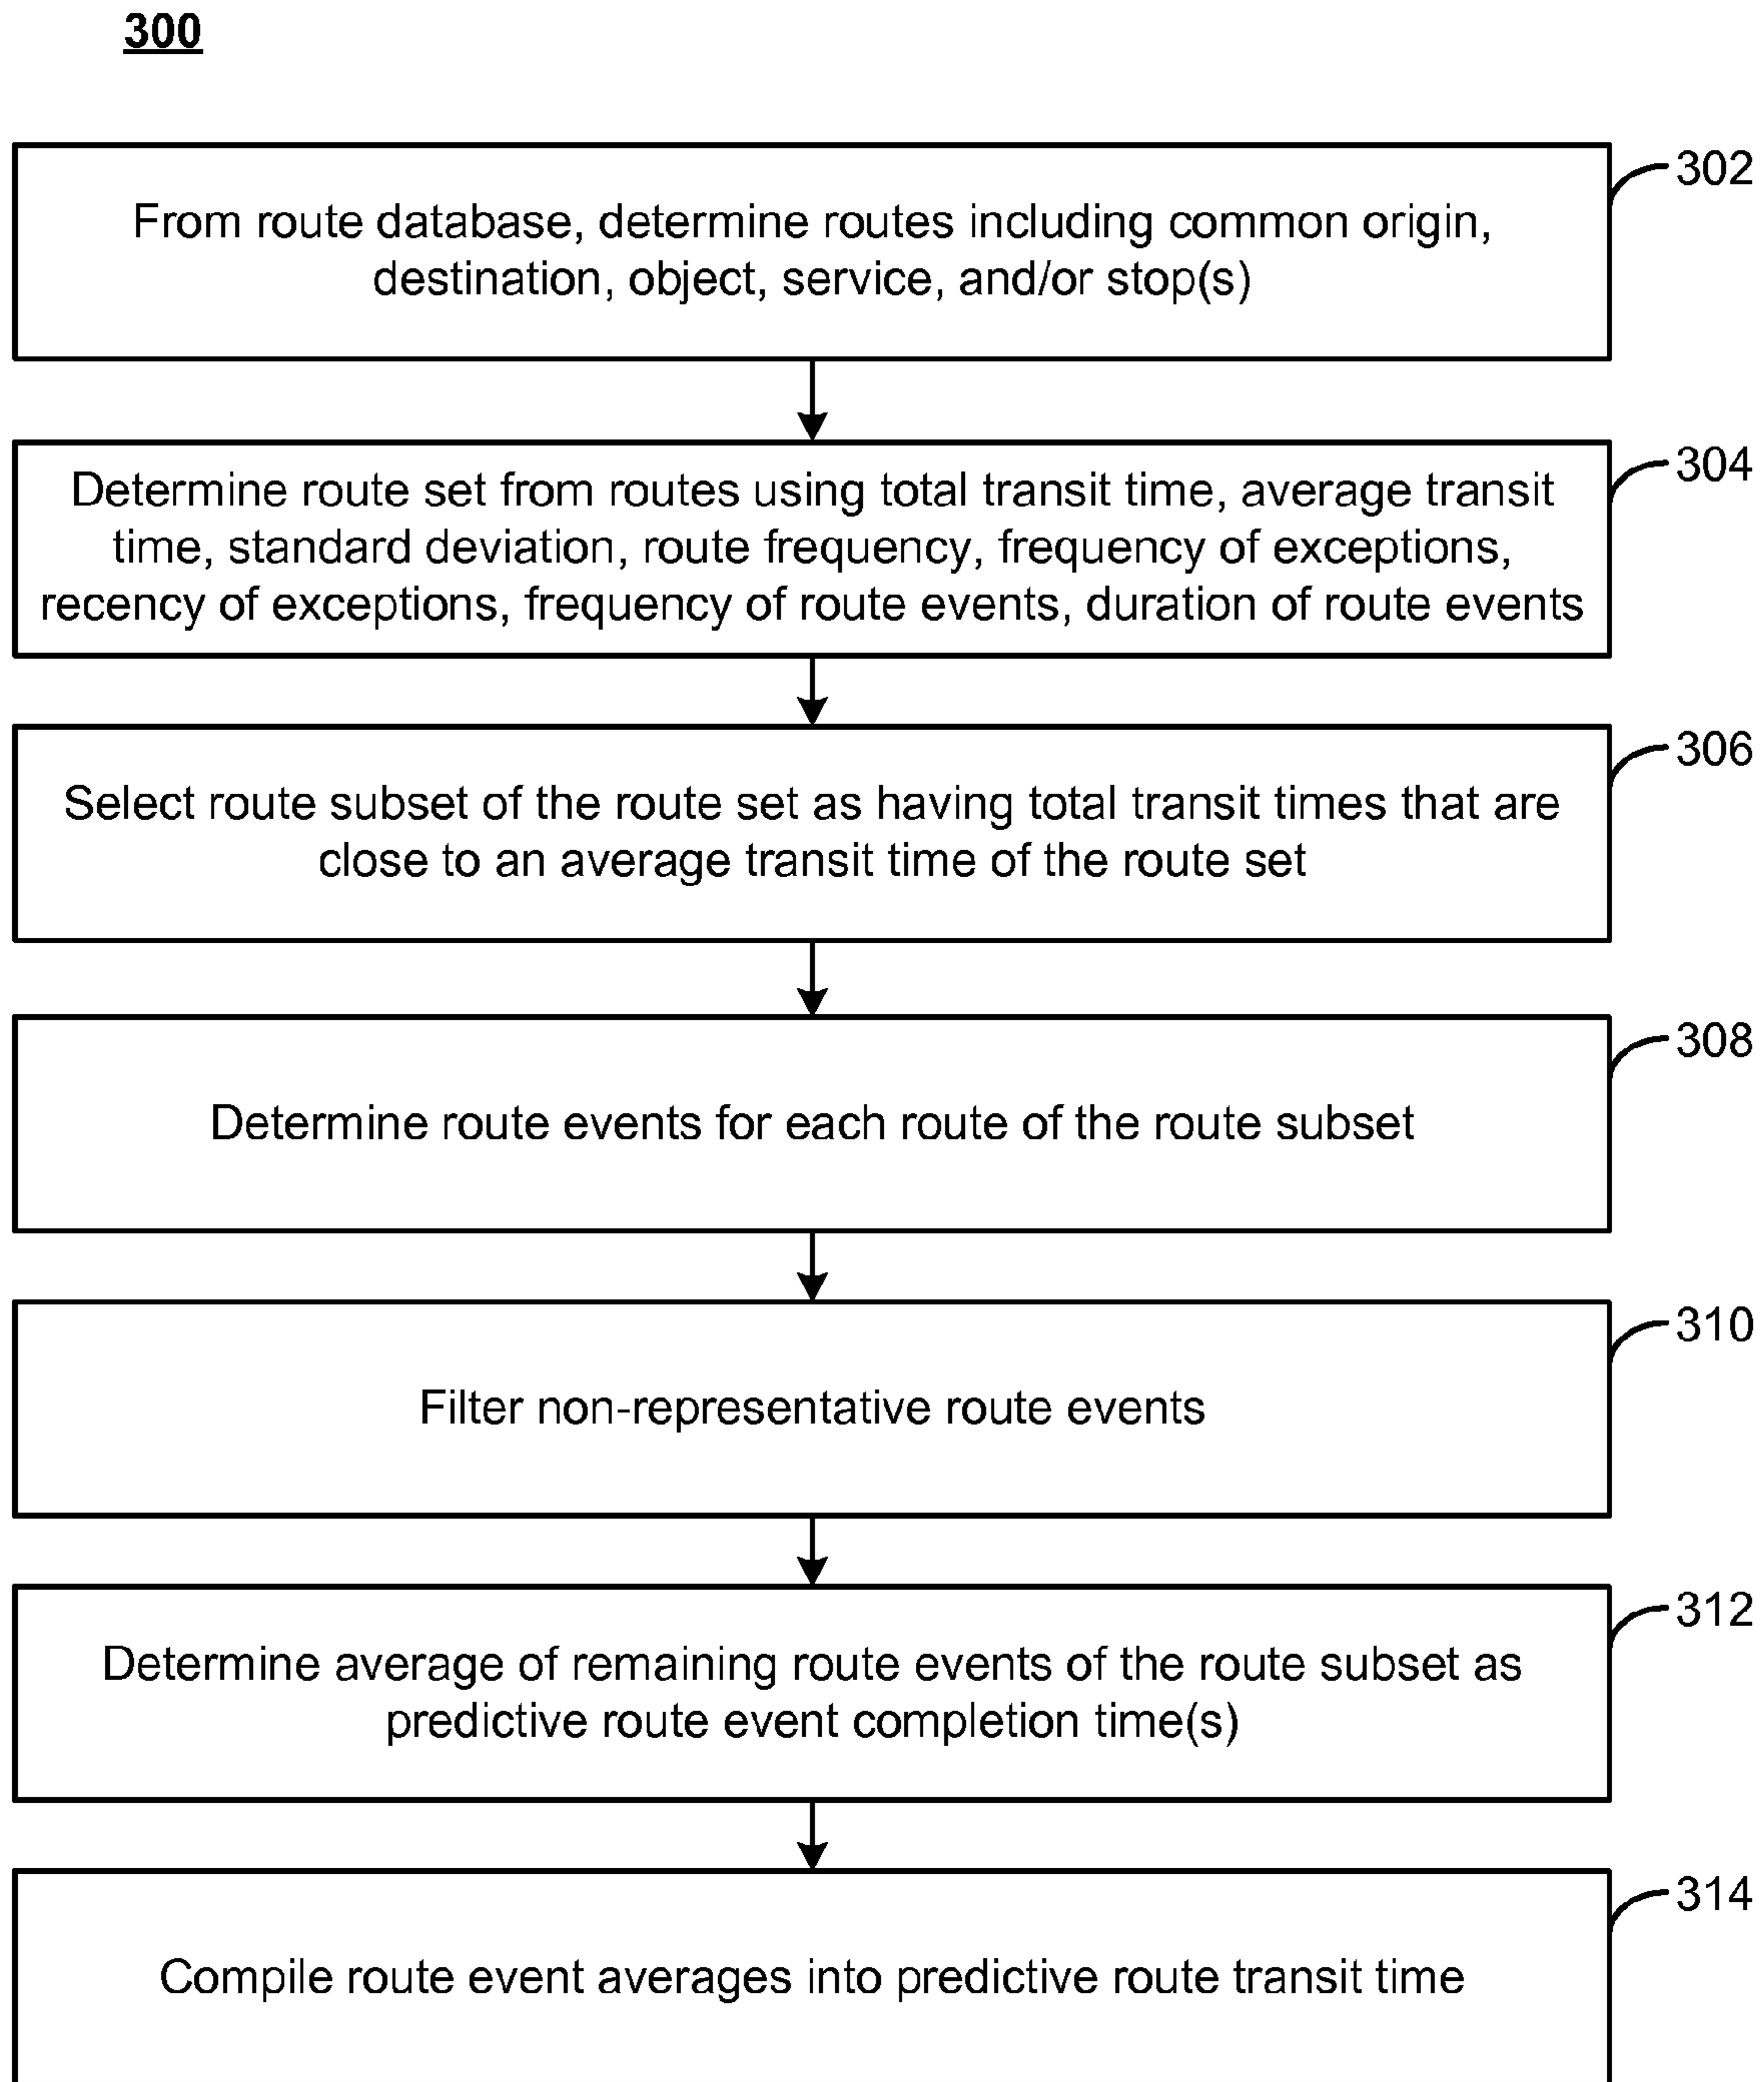 300
302
From route database, determine routes including common origin,
destination, object, service, and/or stop(s)
304
Determine route set from routes using total transit time, average transit
time, standard deviation, route frequency, frequency of exceptions,
recency of exceptions, frequency of route events, duration of route events
306
Select route subset of the route set as having total transit times that are
close to an average transit time of the route set
308
Determine route events for each route of the route subset
310
Filter non-representative route events
312
Determine average of remaining route events of the route subset as
predictive route event completion time(s)
314
Compile route event averages into predictive route transit time